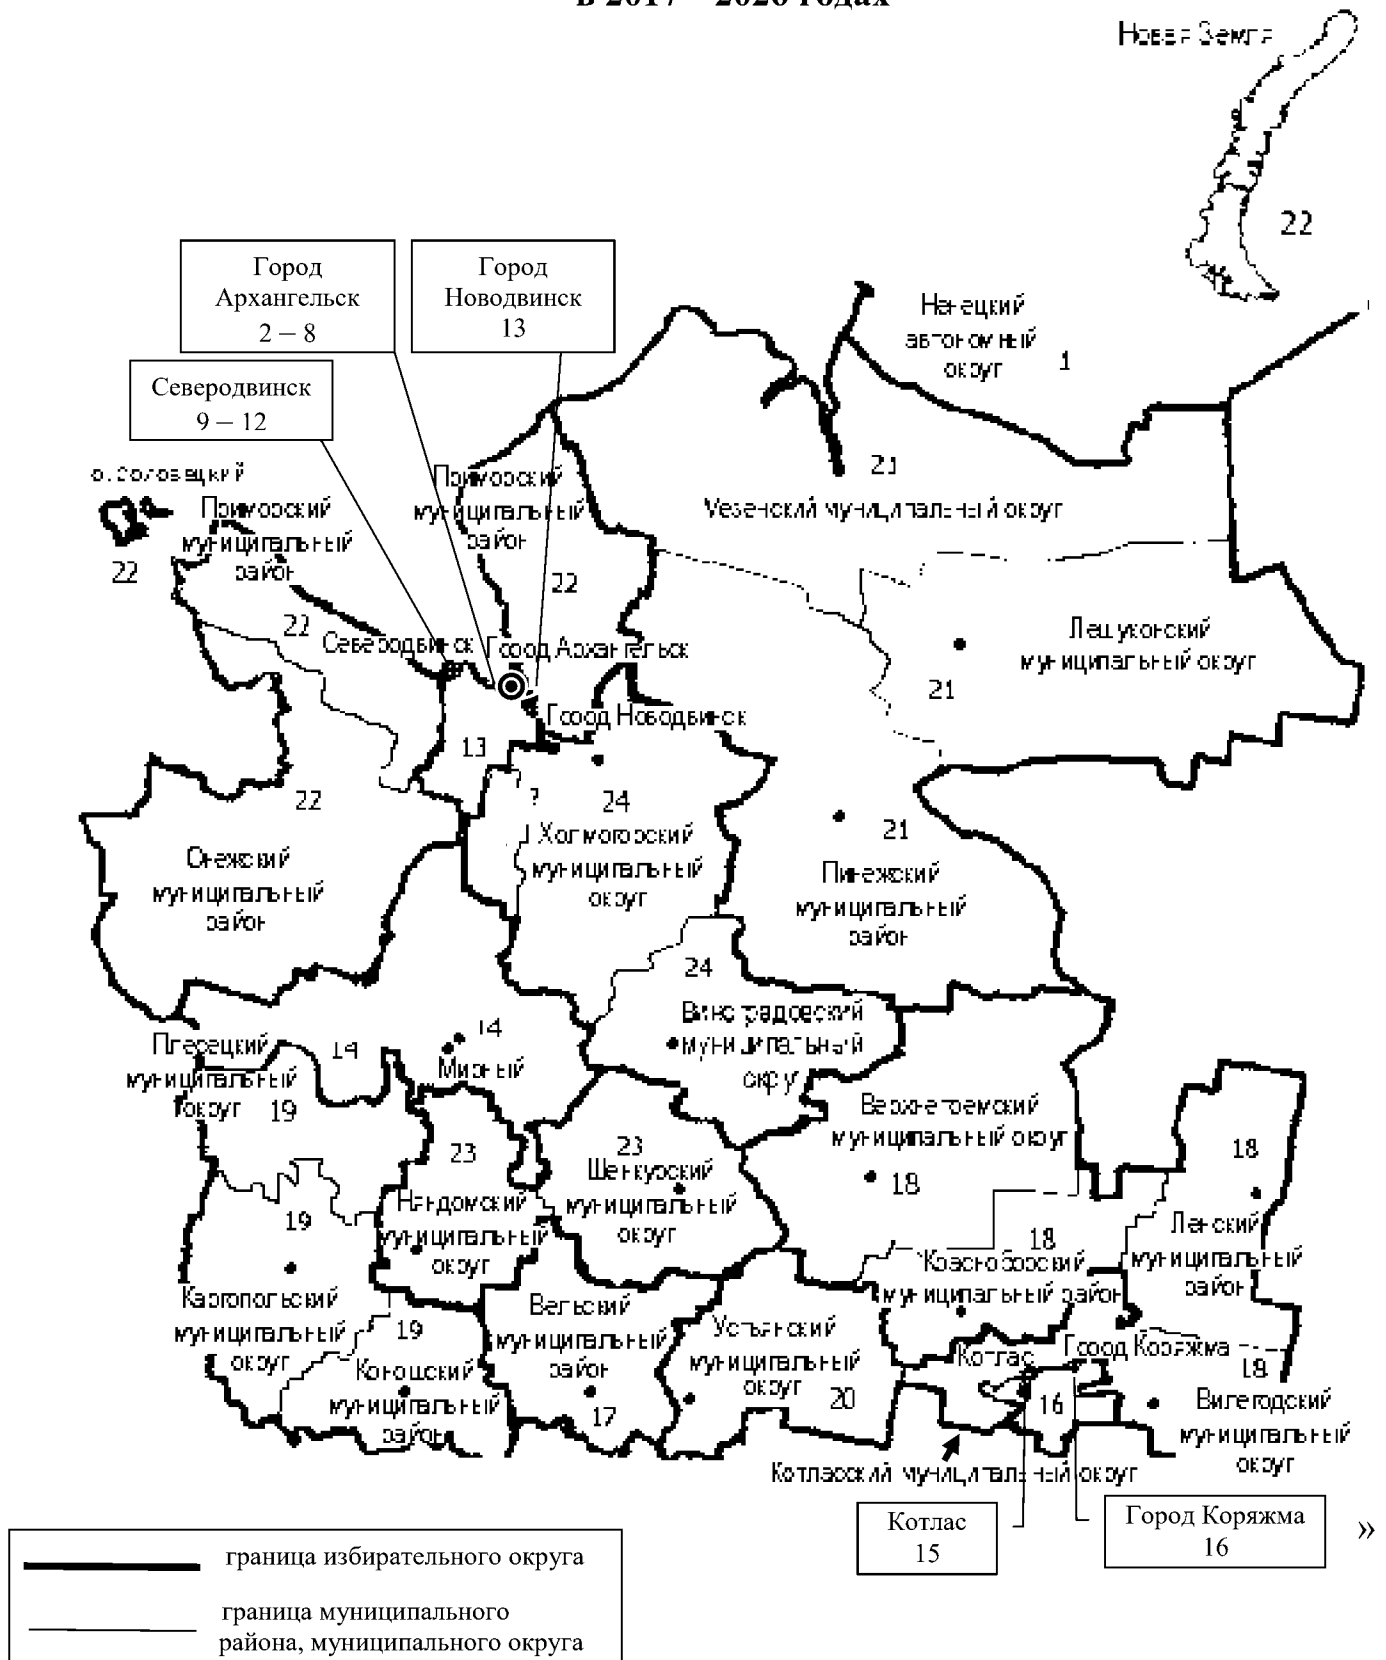 Новая Земля
22
Город
Архангельск
2 – 8
Город
Новодвинск
13
Ненецкий
автономный
округ
1
Северодвинск
9 – 12
о. Соловецкий
22
Приморский
муниципальный
район
22
Приморский
муниципальный
район
22
21
Мезенский муниципальный округ
Северодвинск
Город Архангельск
Лешуконский
муниципальный округ
21
Город Новодвинск
13
22
Онежский
муниципальный
район
24
Холмогорский
муниципальный
округ
21
Пинежский
муниципальный
район
24
Виноградовский
муниципальный
округ
14
Мирный
Плесецкий
муниципальный
округ
14
19
23
Няндомский
муниципальный
округ
23
Шенкурский
муниципальный
округ
Верхнетоемский
муниципальный округ
18
18
Ленский
муниципальный
район
18
Красноборский
муниципальный район
19
Каргопольский
муниципальный
округ
19
Коношский
муниципальный
район
Вельский
муниципальный
район
17
Устьянский
муниципальный
округ
20
Котлас
Город Коряжма
16
18
Вилегодский
муниципальный
округ
Котласский муниципальный округ
Котлас
15
Город Коряжма
16
»
граница избирательного округа
граница муниципального
района, муниципального округа